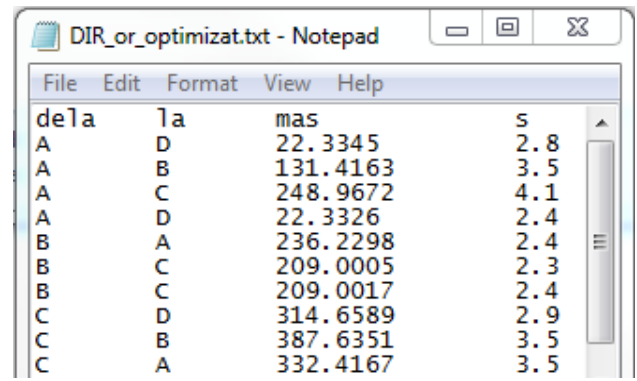 DIR_or_optimizat.txt - Notepad
File Edit Format View Help
dela la mas s
A D 22.3345 2.8
A B 131.4163 3.5
A C 248.9672 4.1
A D 22.3326 2.4
B A 236.2298 2.4
B C 209.0005 2.3
B C 209.0017 2.4
C D 314.6589 2.9
C B 387.6351 3.5
C A 332.4167 3.5